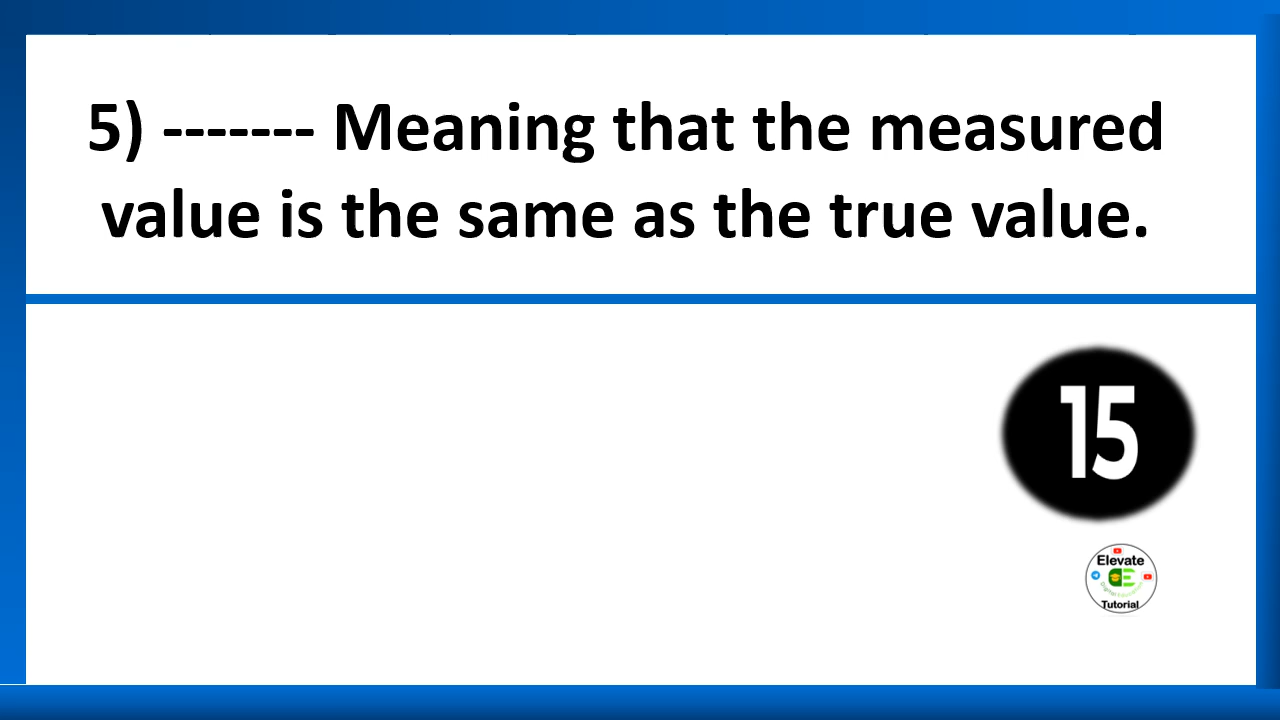 5) ------- Meaning that the measured
value is the same as the true value.
15
Elevate
Tutorial